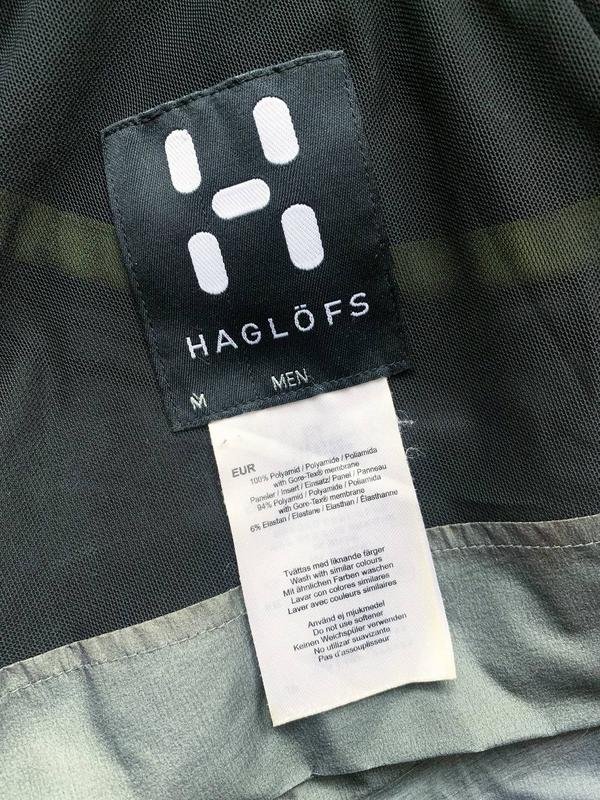 HAGLÖFS
M MEN
EUR
100% Polyamid / Polyamide / Poliamida
with Gore-Tex® membrane
Paneler / Insert / Einsatz/ Panel / Panneau
94% Polyamid / Polyamide / Poliamida
with Gore-Tex® membrane
6% Elastan / Elastane / Elasthan / Élasthanne
Tvättas med liknande färger
Wash with similar colours
Mit ähnlichen Farben waschen
Lavar con colores similares
Laver avec couleurs similaires
Använd ej mjukmedel
Do not use softener
Keinen Weichspüler verwenden
No utilizar suavizante
Pas d'assouplisseur